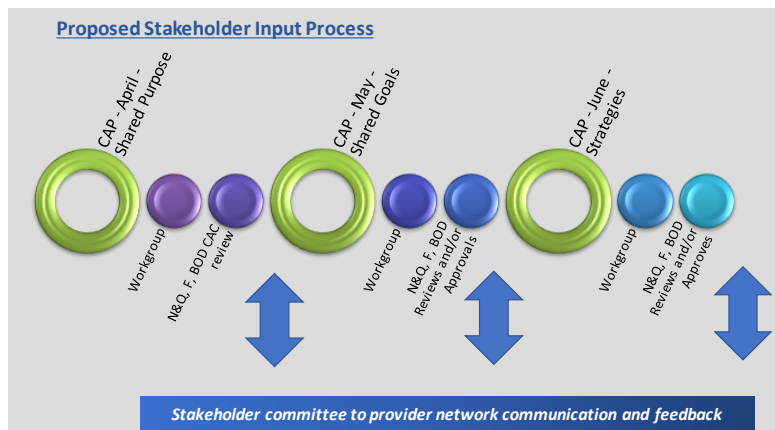 Proposed Stakeholder Input Process
CAP - April -
Shared Purpose
Workgroup
N&Q, F, BOD CAC
review
CAP - May -
Shared Goals
Workgroup
N&Q, F, BOD
Reviews and/or
Approvals
CAP - June -
Strategies
Workgroup
N&Q, F, BOD
Reviews and/or
Approves
Stakeholder committee to provider network communication and feedback